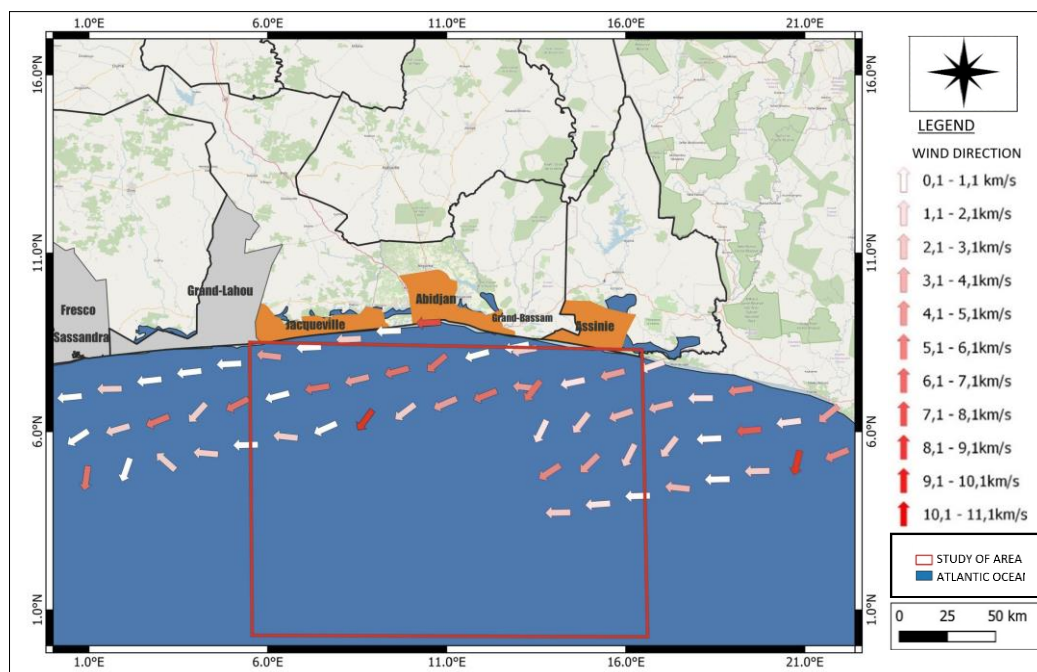 1.0°E 6.0°E 11.0°E 16.0°E 21.0°E
16.0°N 16.0°N
11.0°N 11.0°N
6.0°N 6.0°N
1.0°N 1.0°N
Grand-Lahou
Fresco
Sassandra
Jacqueville
Abidjan
Grand-Bassam
Assinie
1.0°E 6.0°E 11.0°E 16.0°E 21.0°E
LEGEND
WIND DIRECTION
0,1 - 1,1 km/s
1,1 - 2,1km/s
2,1 - 3,1km/s
3,1 - 4,1km/s
4,1 - 5,1km/s
5,1 - 6,1km/s
6,1 - 7,1km/s
7,1 - 8,1km/s
8,1 - 9,1km/s
9,1 - 10,1km/s
10,1 - 11,1km/s
STUDY OF AREA
ATLANTIC OCEAN
0 25 50 km